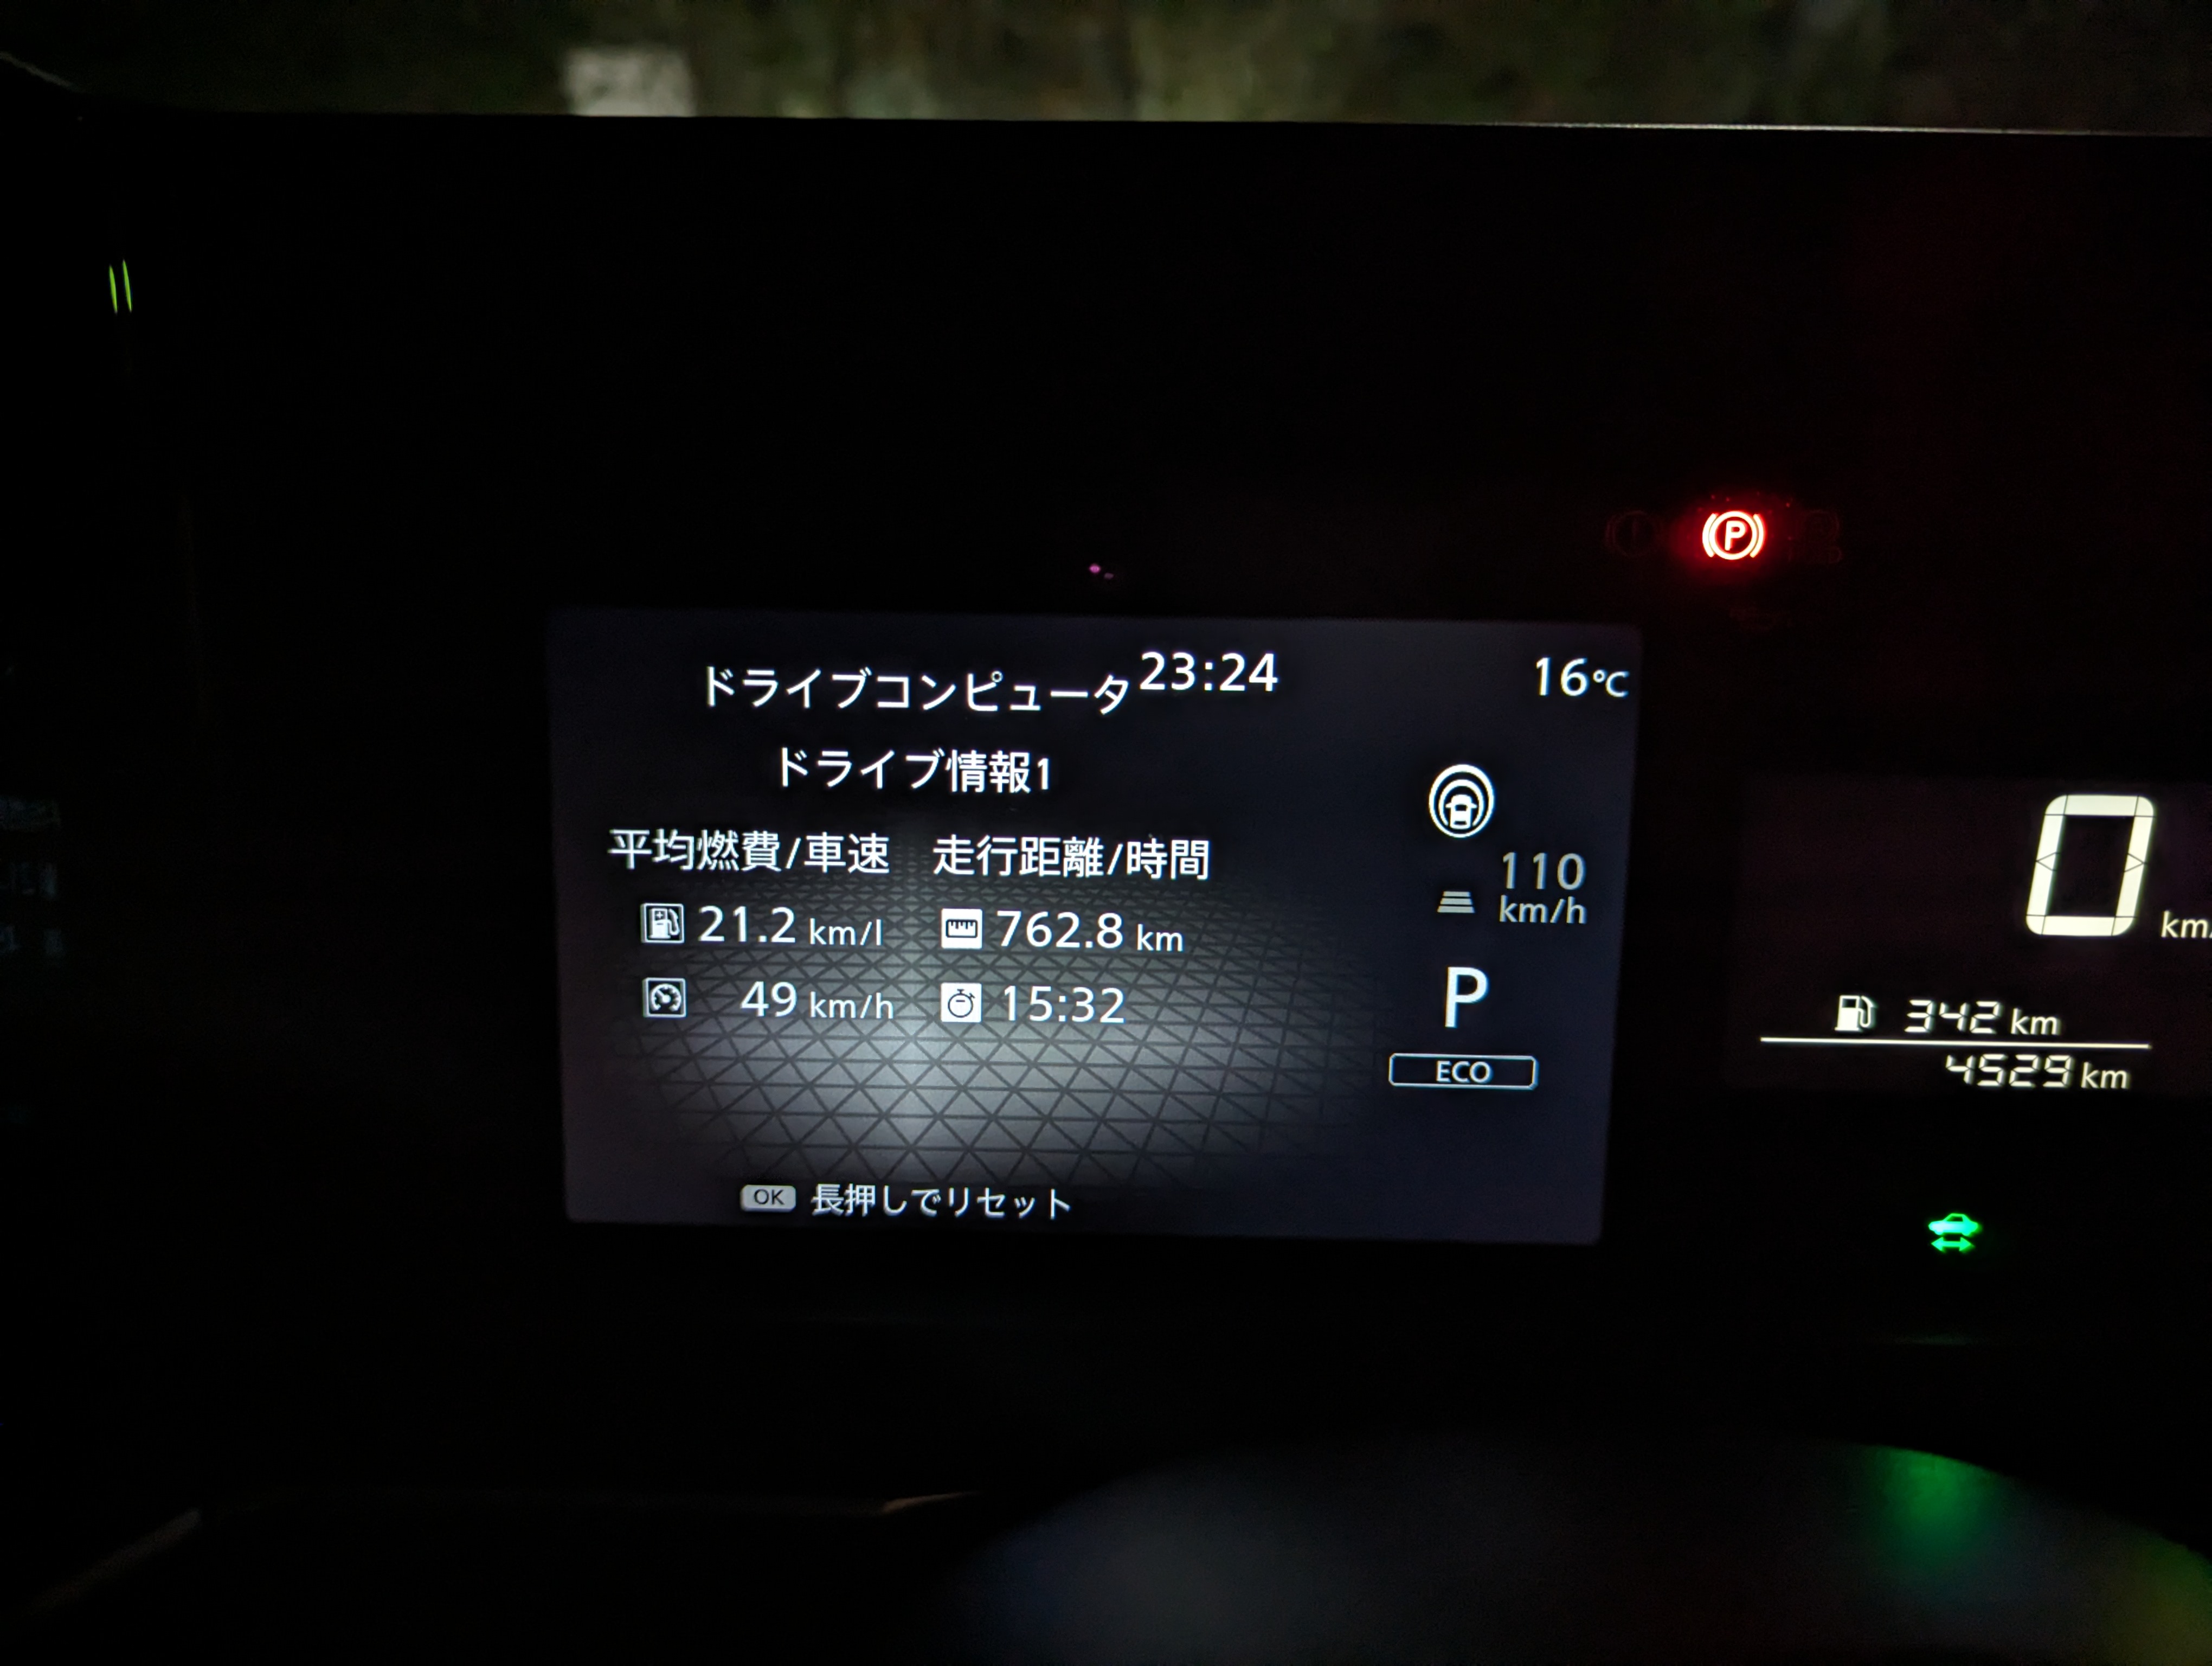 ドライブコンピュータ 23:24 16℃
ドライブ情報1
平均燃費/車速 走行距離/時間
21.2 km/l 762.8 km
49 km/h 15:32
110
km/h
P
ECO
OK 長押しでリセット
P
0
342 km
4529 km